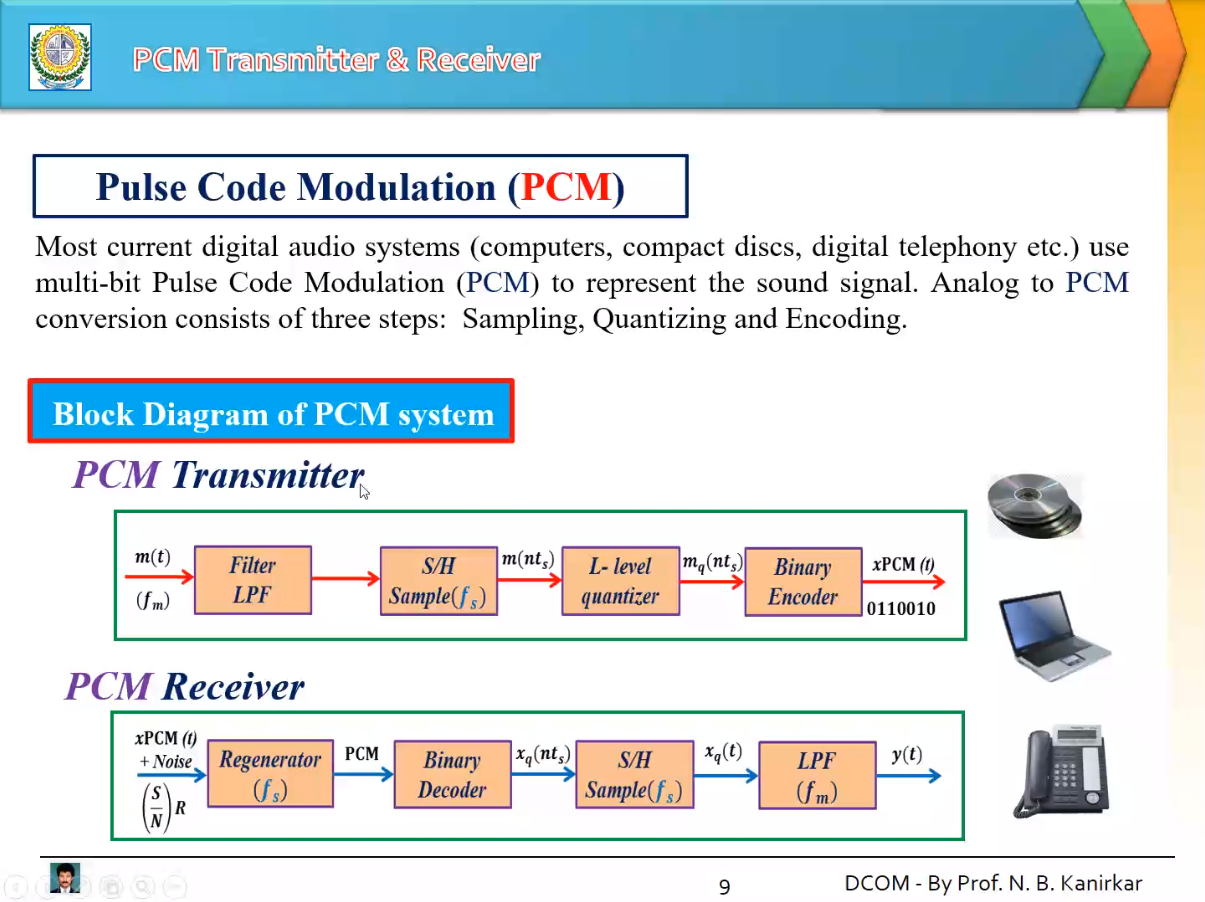 PCM Transmitter & Receiver
Pulse Code Modulation (PCM)
Most current digital audio systems (computers, compact discs, digital telephony etc.) use
multi-bit Pulse Code Modulation (PCM) to represent the sound signal. Analog to PCM
conversion consists of three steps: Sampling, Quantizing and Encoding.
Block Diagram of PCM system
PCM Transmitter
m(t)
(fₘ)
Filter
LPF
S/H
Sample(fₛ)
m(ntₛ)
L- level
quantizer
m_q(ntₛ)
Binary
Encoder
xPCM (t)
0110010
PCM Receiver
xPCM (t)
+ Noise
(S/N) R
Regenerator
(fₛ)
PCM
Binary
Decoder
x_q(ntₛ)
S/H
Sample(fₛ)
x_q(t)
LPF
(fₘ)
y(t)
9
DCOM - By Prof. N. B. Kanirkar